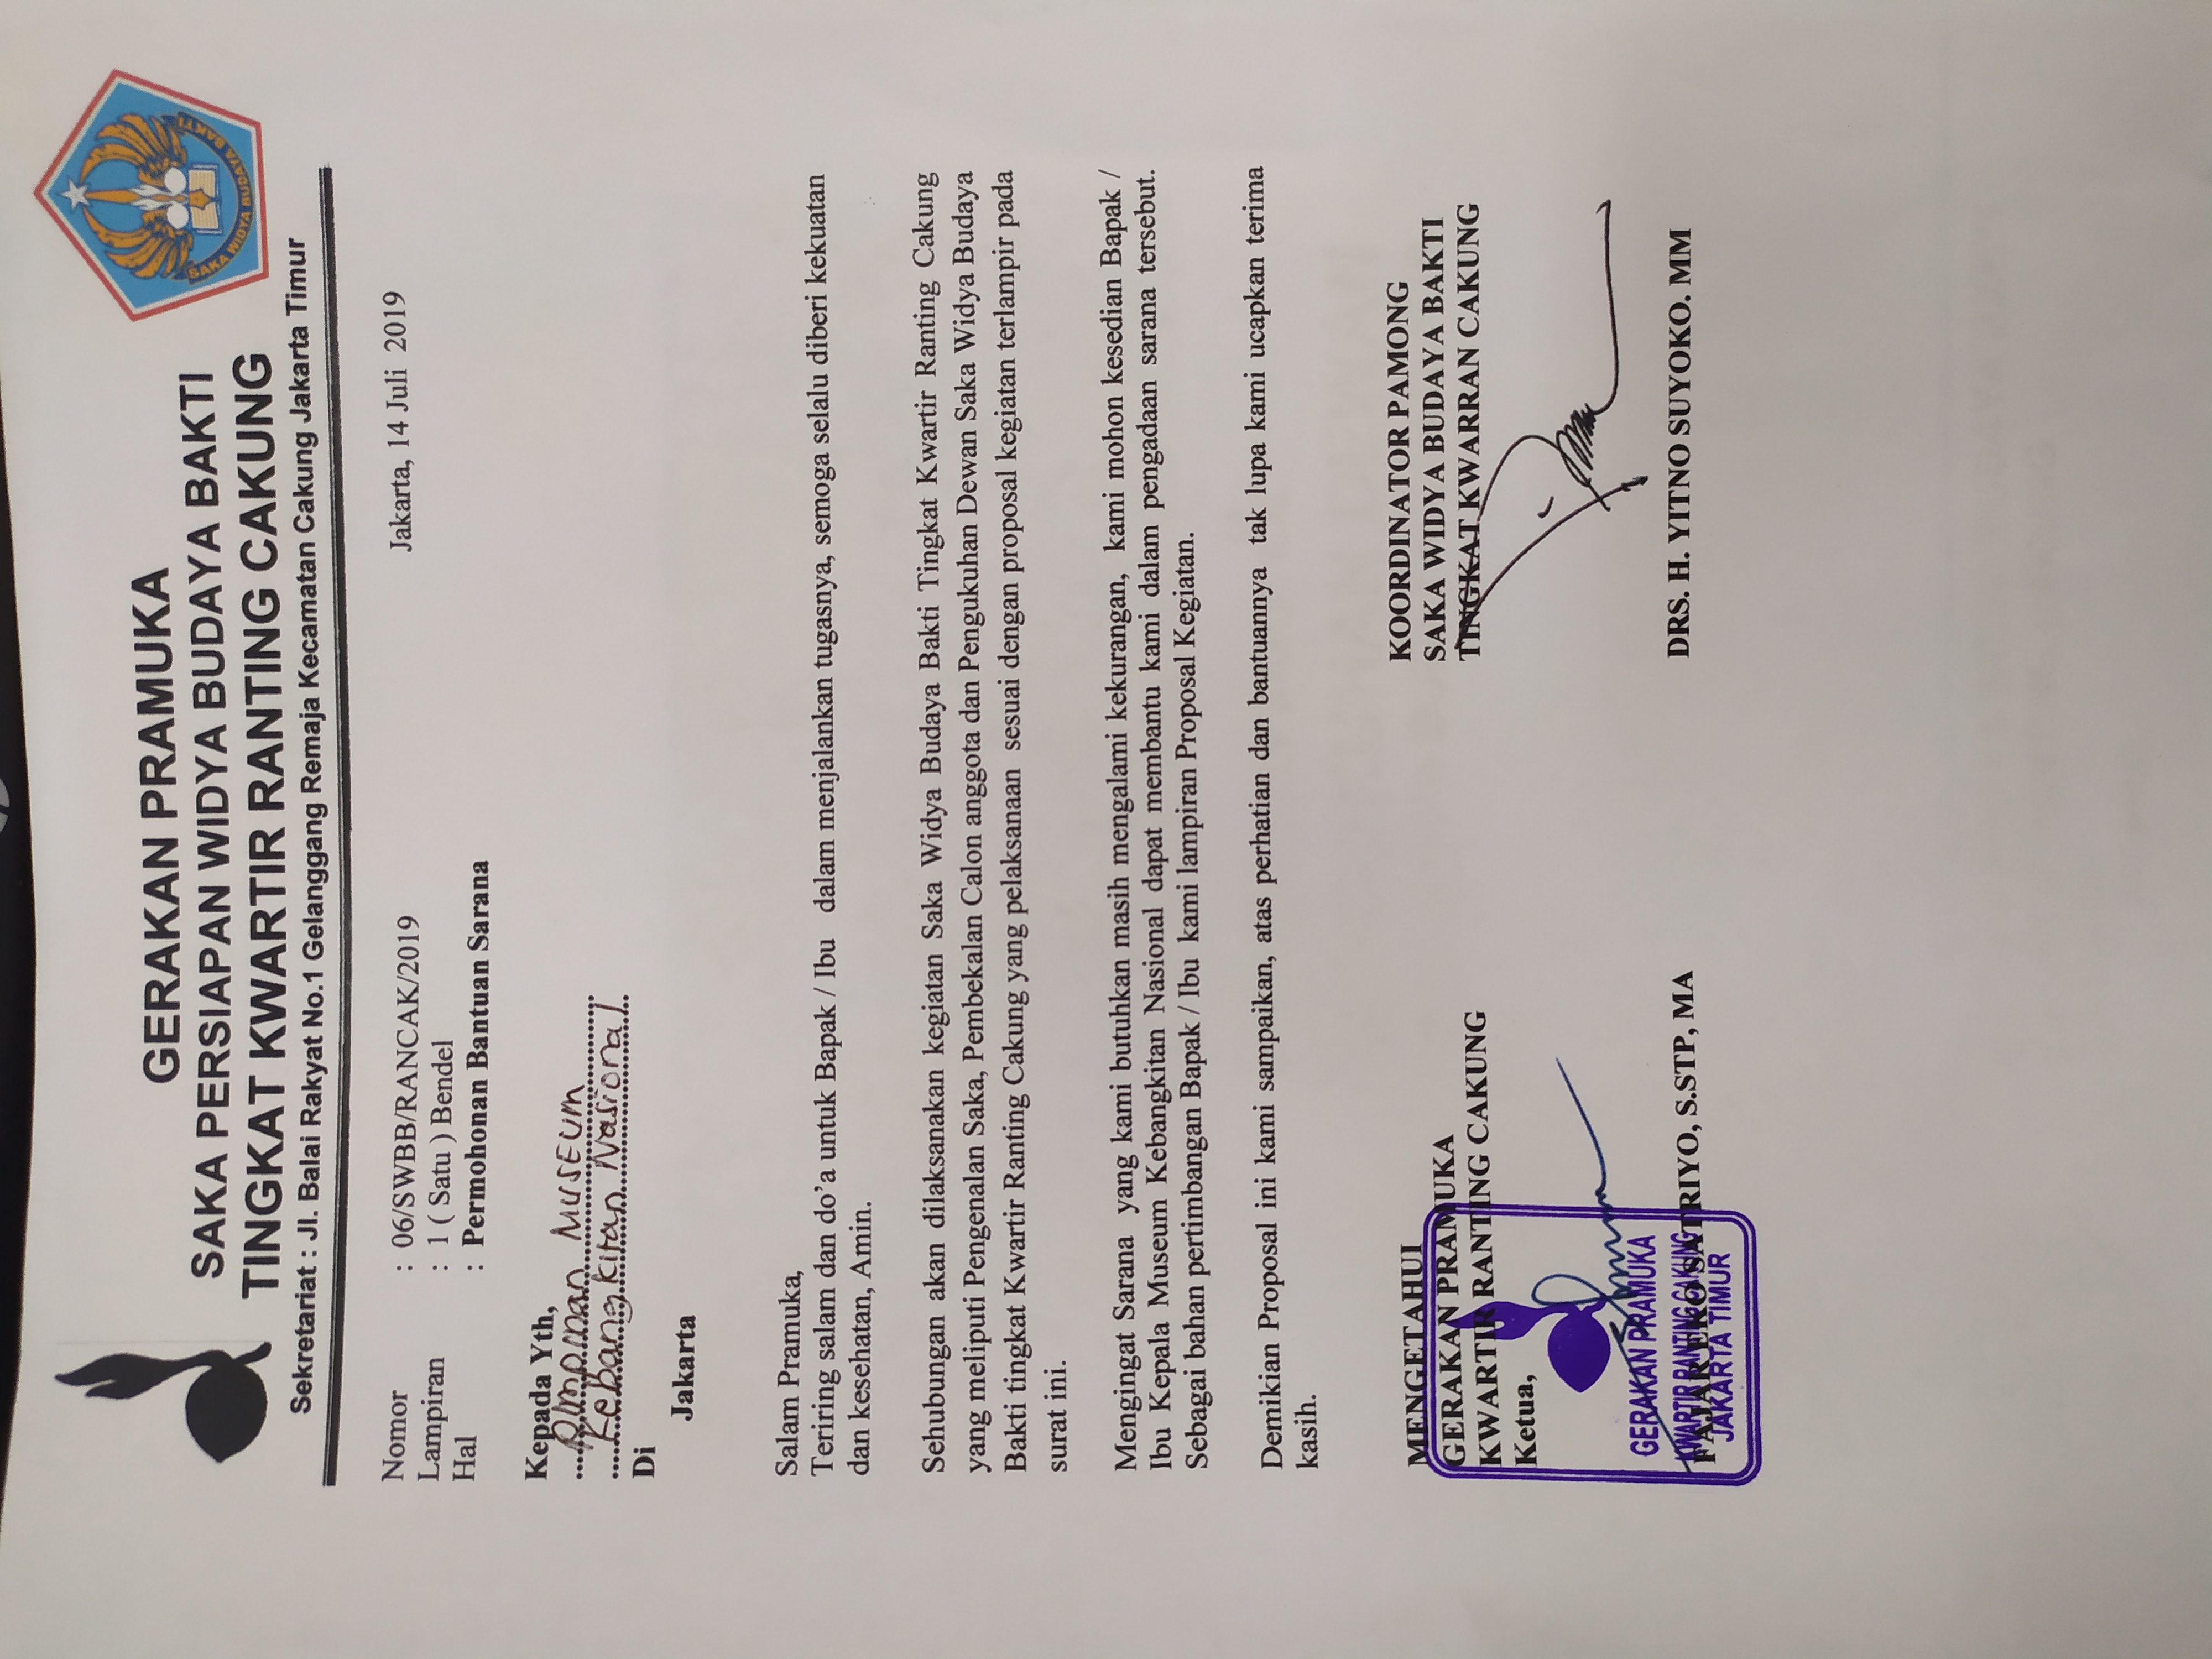 GERAKAN PRAMUKA
SAKA PERSIAPAN WIDYA BUDAYA BAKTI
TINGKAT KWARTIR RANTING CAKUNG
Sekretariat : Jl. Balai Rakyat No.1 Gelanggang Remaja Kecamatan Cakung Jakarta Timur
SAKA WIDYA BUDAYA BAKTI
Nomor : 06/SWBB/RANCAK/2019 Jakarta, 14 Juli 2019
Lampiran : 1 ( Satu ) Bendel
Hal : Permohonan Bantuan Sarana
Kepada Yth,
Pimpinan MUSEUM
Kebangkitan Nasional
Di
Jakarta
Salam Pramuka,
Teriring salam dan do’a untuk Bapak / Ibu dalam menjalankan tugasnya, semoga selalu diberi kekuatan
dan kesehatan, Amin.
Sehubungan akan dilaksanakan kegiatan Saka Widya Budaya Bakti Tingkat Kwartir Ranting Cakung
yang meliputi Pengenalan Saka, Pembekalan Calon anggota dan Pengukuhan Dewan Saka Widya Budaya
Bakti tingkat Kwartir Ranting Cakung yang pelaksanaan sesuai dengan proposal kegiatan terlampir pada
surat ini.
Mengingat Sarana yang kami butuhkan masih mengalami kekurangan, kami mohon kesedian Bapak /
Ibu Kepala Museum Kebangkitan Nasional dapat membantu kami dalam pengadaan sarana tersebut.
Sebagai bahan pertimbangan Bapak / Ibu kami lampiran Proposal Kegiatan.
Demikian Proposal ini kami sampaikan, atas perhatian dan bantuannya tak lupa kami ucapkan terima
kasih.
MENGETAHUI
GERAKAN PRAMUKA
KWARTIR RANTING CAKUNG
Ketua,
GERAKAN PRAMUKA
KWARTIR RANTING CAKUNG
JAKARTA TIMUR
FAJAR EKO SATRIYO, S.STP, MA
KOORDINATOR PAMONG
SAKA WIDYA BUDAYA BAKTI
TINGKAT KWARRAN CAKUNG
DRS. H. YITNO SUYOKO. MM